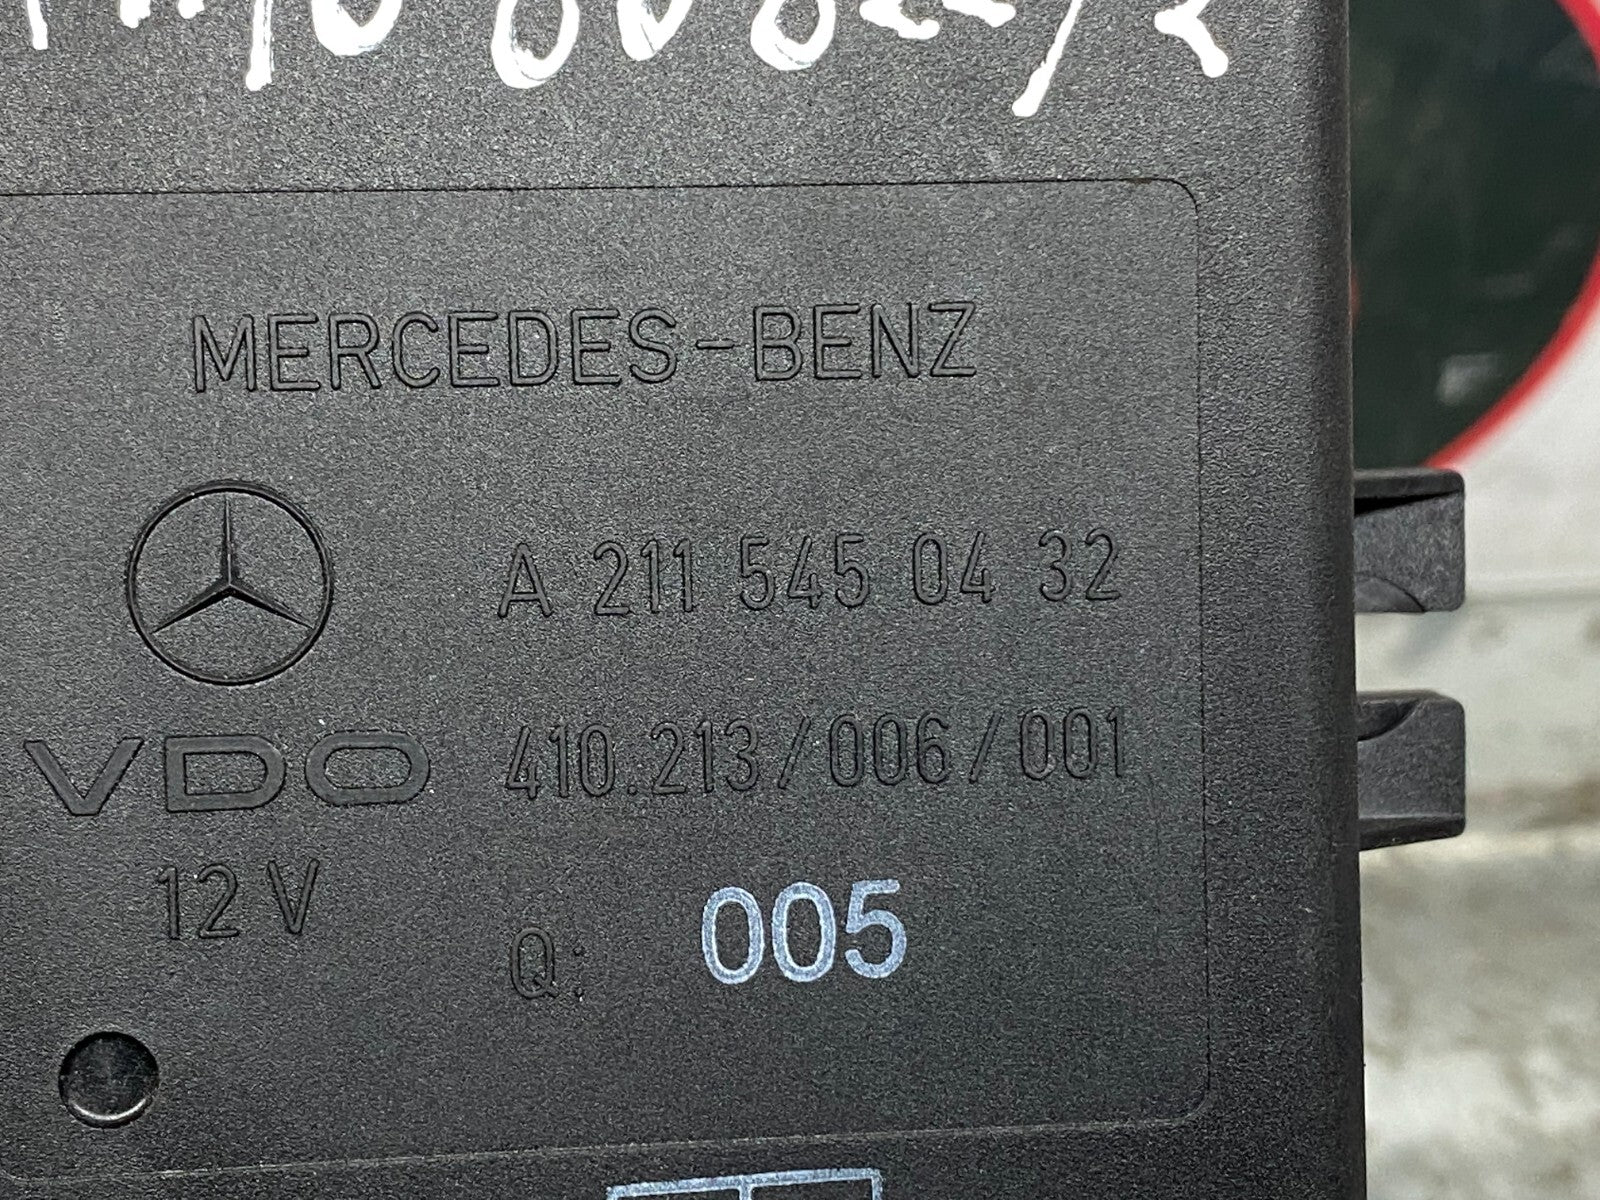 MERCEDES-BENZ
A 211 545 04 32
VDO 410.213/006/001
12 V
Q: 005